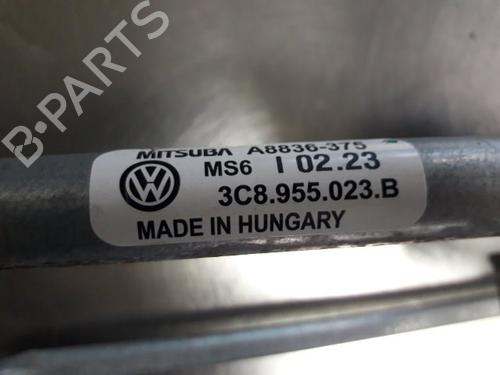 MITSUBA A8836-375
MS6 I 02.23
3C8.955.023.B
MADE IN HUNGARY
B-PARTS